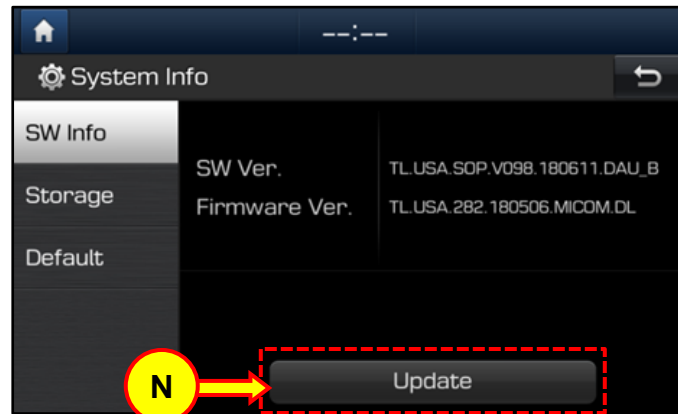 --:--
System Info
SW Info
Storage
Default
SW Ver. TL.USA.SOP.V098.180611.DAU_B
Firmware Ver. TL.USA.282.180506.MICOM.DL
N
Update